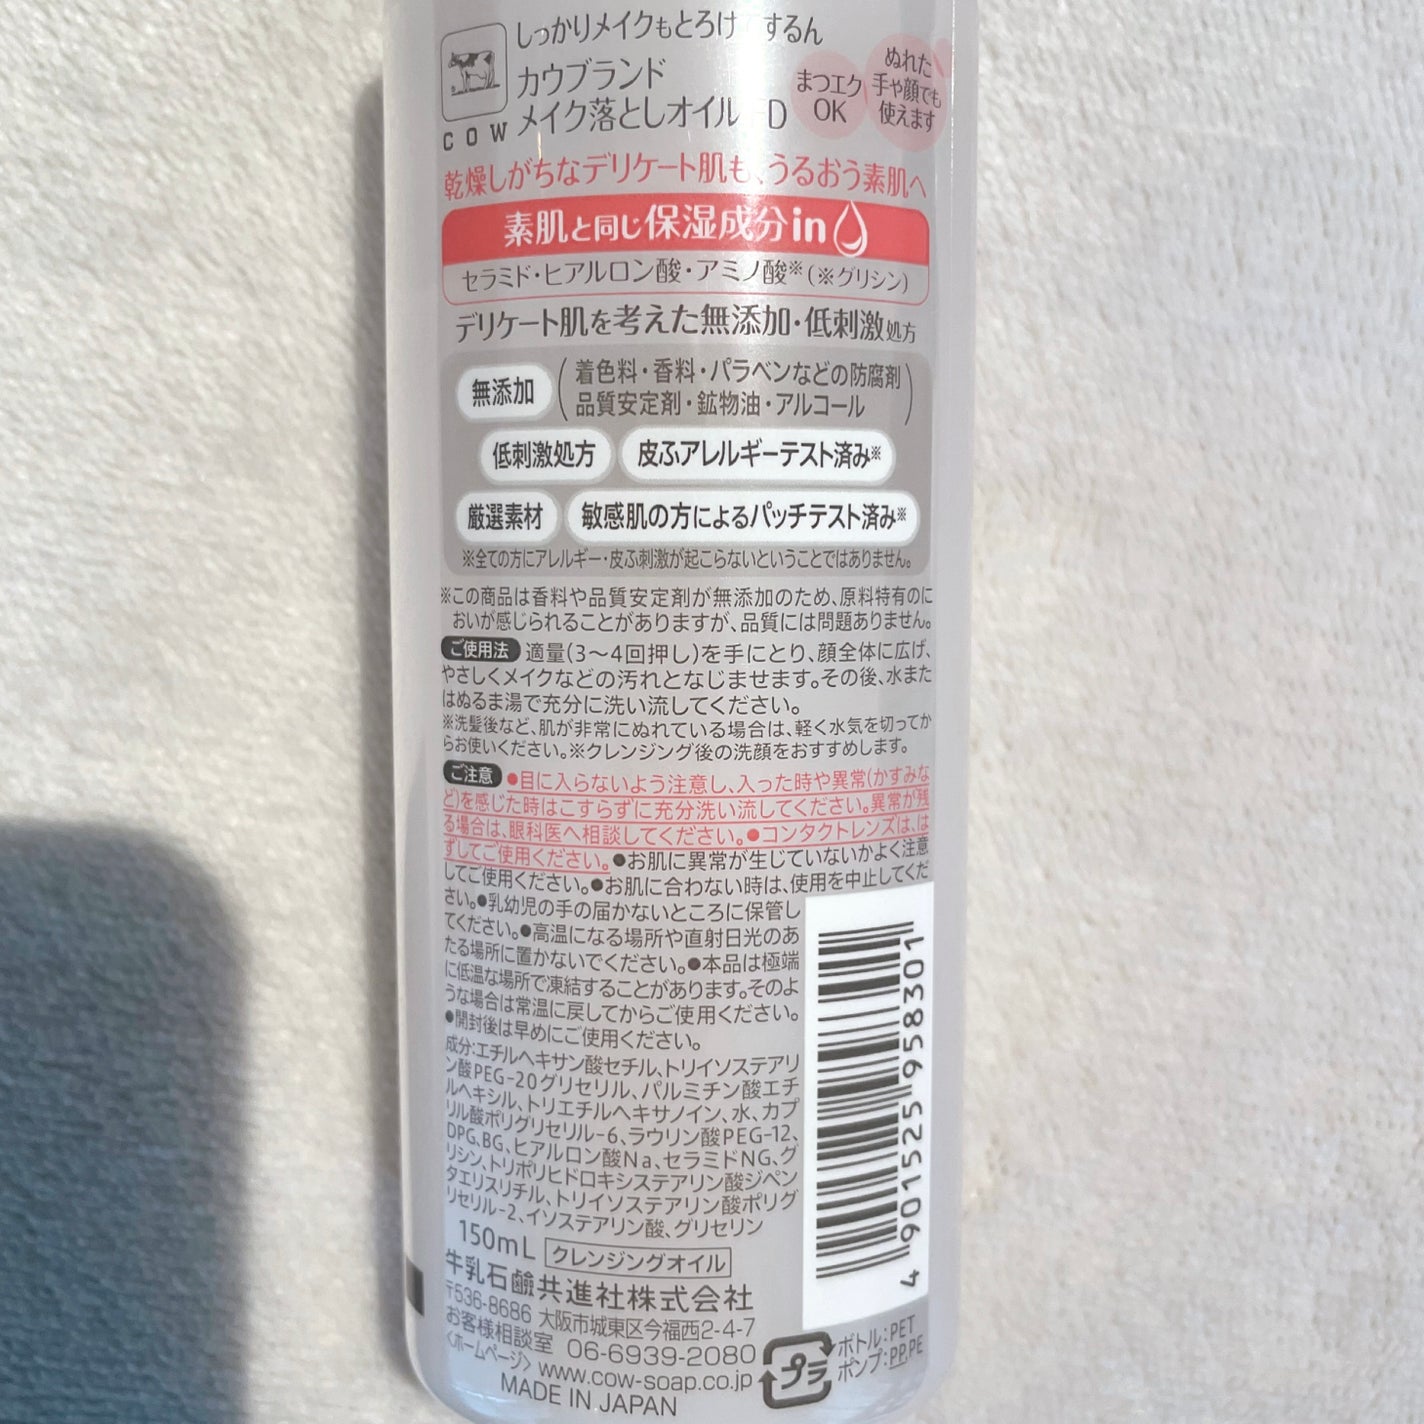 しっかりメイクもとろけてするん
カウブランド
メイク落としオイル D
COW
まつエク
OK
ぬれた
手や顔でも
使えます
乾燥しがちなデリケート肌も、うるおう素肌へ
素肌と同じ保湿成分in
セラミド・ヒアルロン酸・アミノ酸※(※グリシン)
デリケート肌を考えた無添加・低刺激処方
無添加
(着色料・香料・パラベンなどの防腐剤
品質安定剤・鉱物油・アルコール)
低刺激処方 皮ふアレルギーテスト済み※
厳選素材 敏感肌の方によるパッチテスト済み※
※全ての方にアレルギー・皮ふ刺激が起こらないということではありません。
※この商品は香料や品質安定剤が無添加のため、原料特有のに
おいが感じられることがありますが、品質には問題ありません。
ご使用法 適量(3〜4回押し)を手にとり、顔全体に広げ、
やさしくメイクなどの汚れとなじませます。その後、水また
はぬるま湯で充分に洗い流してください。
※洗髪後など、肌が非常にぬれている場合は、軽く水気を切ってか
らお使いください。※クレンジング後の洗顔をおすすめします。
ご注意 ●目に入らないよう注意し、入った時や異常(かすみな
ど)を感じた時はこすらずに充分洗い流してください。異常が残
る場合は、眼科医へ相談してください。●コンタクトレンズは、は
ずしてご使用ください。●お肌に異常が生じていないかよく注意
してご使用ください。●お肌に合わない時は、使用を中止してくだ
さい。●乳幼児の手の届かないところに保管し
てください。●高温になる場所や直射日光のあ
たる場所に置かないでください。●本品は極端
に低温な場所で凍結することがあります。そのよ
うな場合は常温に戻してからご使用ください。
●開封後は早めにご使用ください。
成分:エチルヘキサン酸セチル、トリイソステアリ
ン酸PEG-20グリセリル、パルミチン酸エチ
ルヘキシル、トリエチルヘキサノイン、水、カプ
リル酸ポリグリセリル-6、ラウリン酸PEG-12、
DPG、BG、ヒアルロン酸Na、セラミドNG、グ
リシン、トリポリヒドロキシステアリン酸ジペン
タエリスリチル、トリイソステアリン酸ポリグ
リセリル-2、イソステアリン酸、グリセリン
150mL クレンジングオイル
牛乳石鹸共進社株式会社
〒536-8686 大阪市城東区今福西2-4-7
お客様相談室 06-6939-2080
〈ホームページ〉www.cow-soap.co.jp
MADE IN JAPAN
プラ
ボトル:PET
ポンプ:PP,PE
4 901525 958301